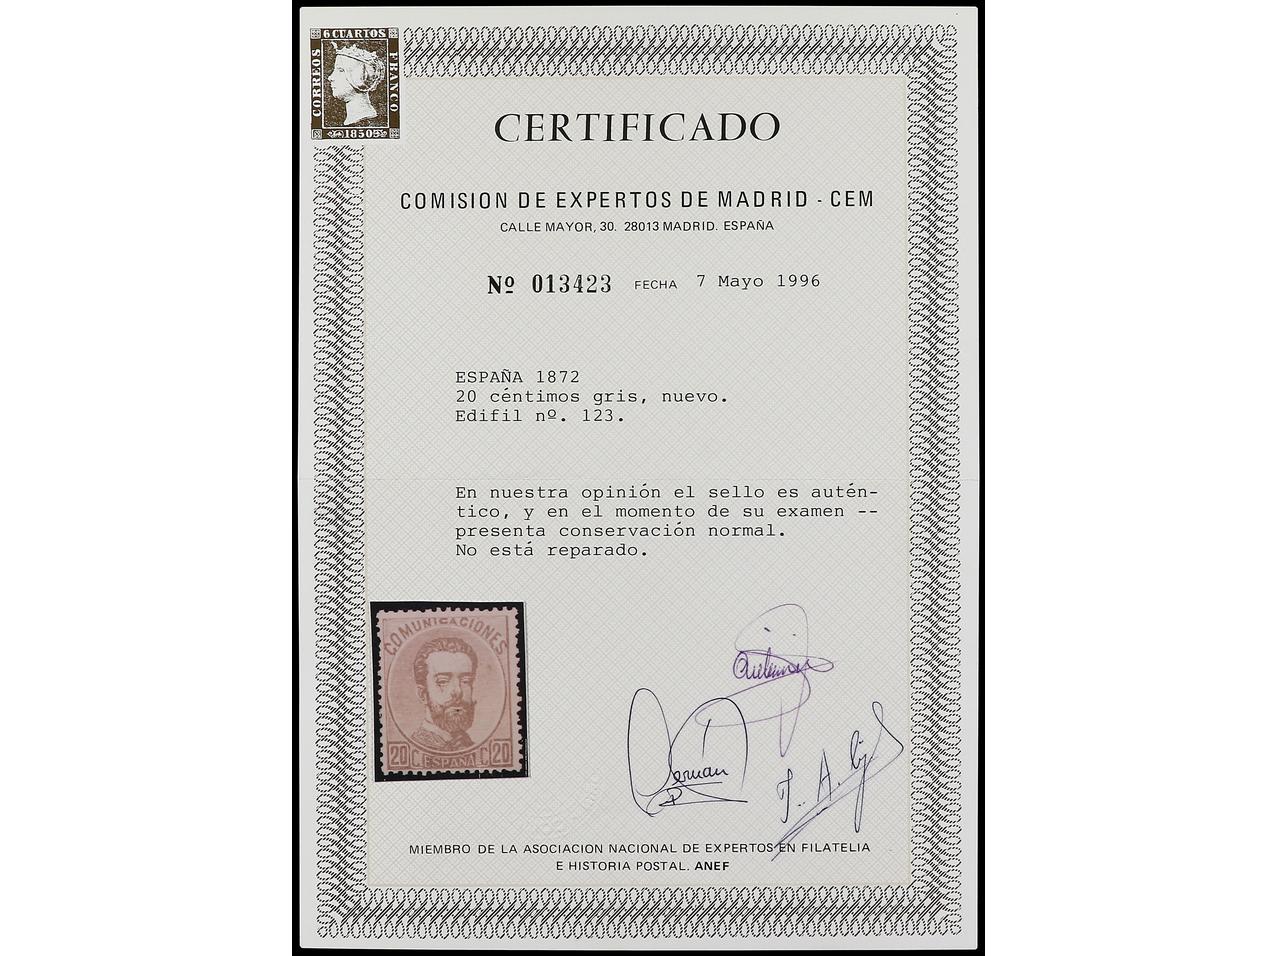 6 CUARTOS
CORREOS
FRANCO
1850
CERTIFICADO
COMISION DE EXPERTOS DE MADRID - CEM
CALLE MAYOR, 30. 28013 MADRID. ESPAÑA
Nº 013423 FECHA 7 Mayo 1996
ESPAÑA 1872
20 céntimos gris, nuevo.
Edifil nº. 123.
En nuestra opinión el sello es autén-
tico, y en el momento de su examen --
presenta conservación normal.
No está reparado.
COMUNICACIONES
20 C. ESPAÑA C. 20
MIEMBRO DE LA ASOCIACION NACIONAL DE EXPERTOS EN FILATELIA
E HISTORIA POSTAL. ANEF